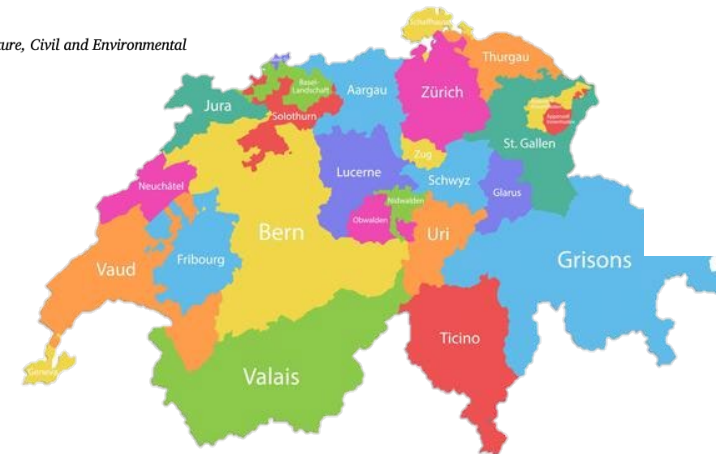 ture, Civil and Environmental
Schaffhausen
Thurgau
Basel-
Landschaft
Aargau
Zürich
Jura
Solothurn
St. Gallen
Zug
Lucerne
Schwyz
Neuchâtel
Glarus
Nidwalden
Obwalden
Bern
Uri
Fribourg
Grisons
Vaud
Ticino
Geneva
Valais